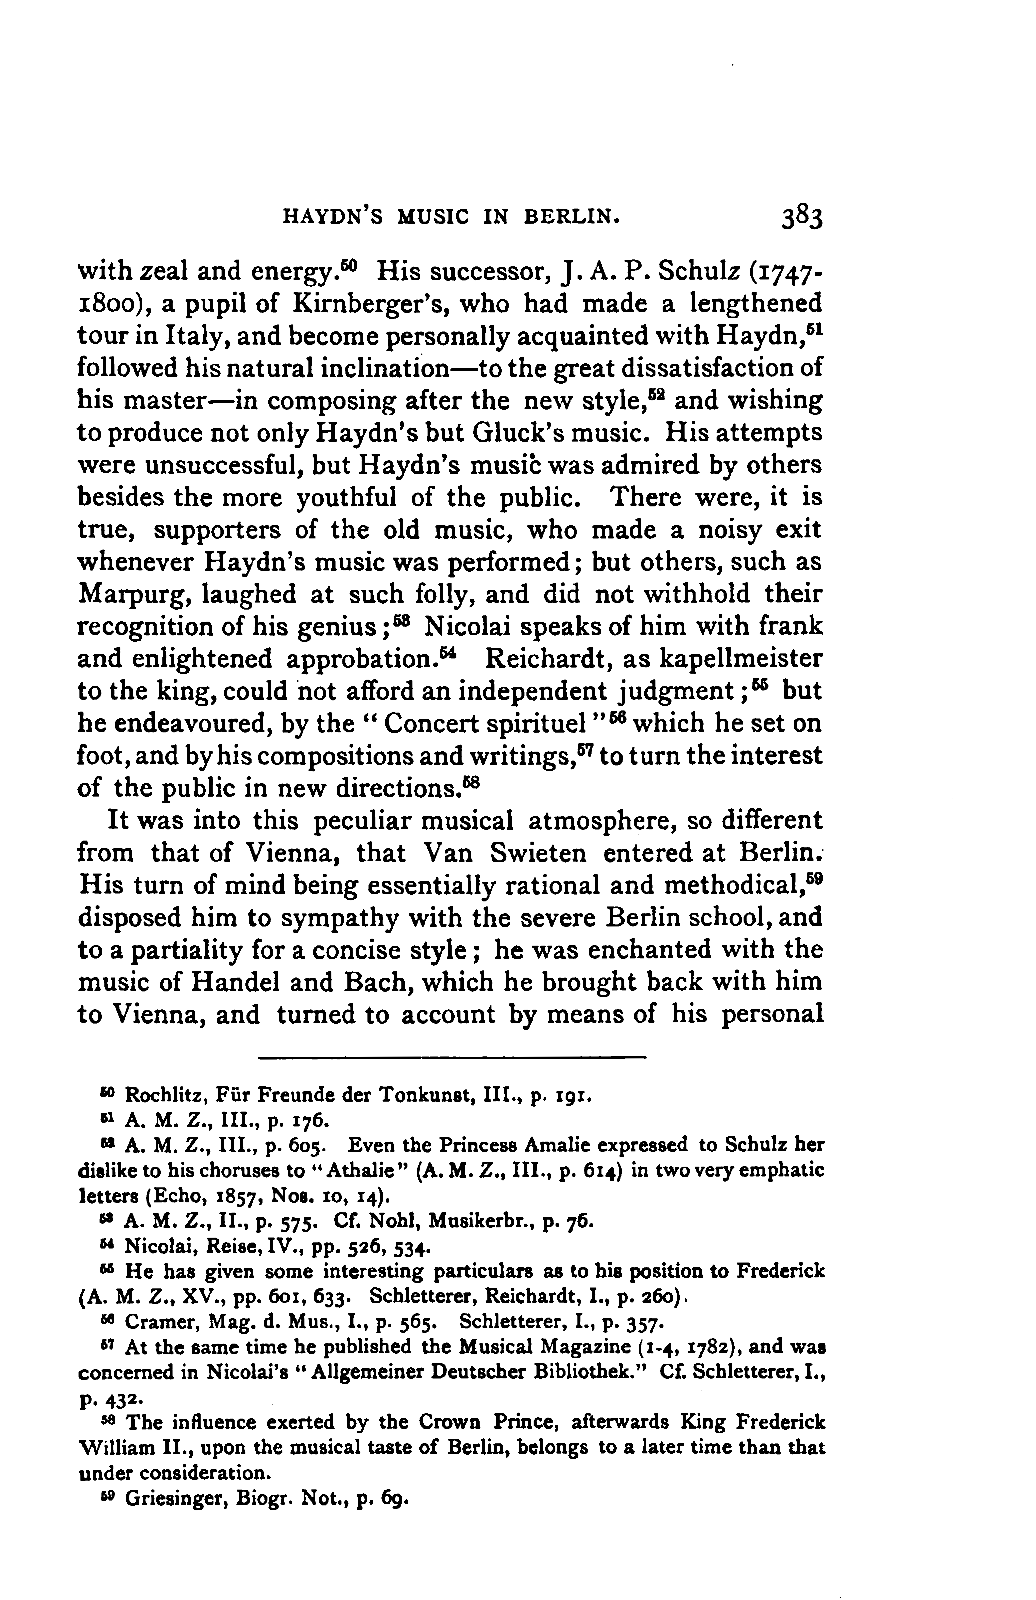 HAYDN'S MUSIC IN BERLIN. 383
with zeal and energy.⁵⁰ His successor, J. A. P. Schulz (1747-
1800), a pupil of Kirnberger's, who had made a lengthened
tour in Italy, and become personally acquainted with Haydn,⁵¹
followed his natural inclination—to the great dissatisfaction of
his master—in composing after the new style,⁵² and wishing
to produce not only Haydn's but Gluck's music. His attempts
were unsuccessful, but Haydn's music was admired by others
besides the more youthful of the public. There were, it is
true, supporters of the old music, who made a noisy exit
whenever Haydn's music was performed; but others, such as
Marpurg, laughed at such folly, and did not withhold their
recognition of his genius;⁵³ Nicolai speaks of him with frank
and enlightened approbation.⁵⁴ Reichardt, as kapellmeister
to the king, could not afford an independent judgment;⁵⁵ but
he endeavoured, by the "Concert spirituel"⁵⁶ which he set on
foot, and by his compositions and writings,⁵⁷ to turn the interest
of the public in new directions.⁵⁸
It was into this peculiar musical atmosphere, so different
from that of Vienna, that Van Swieten entered at Berlin.
His turn of mind being essentially rational and methodical,⁵⁹
disposed him to sympathy with the severe Berlin school, and
to a partiality for a concise style; he was enchanted with the
music of Handel and Bach, which he brought back with him
to Vienna, and turned to account by means of his personal
⁵⁰ Rochlitz, Für Freunde der Tonkunst, III., p. 191.
⁵¹ A. M. Z., III., p. 176.
⁵² A. M. Z., III., p. 605. Even the Princess Amalie expressed to Schulz her
dislike to his choruses to "Athalie" (A. M. Z., III., p. 614) in two very emphatic
letters (Echo, 1857, Nos. 10, 14).
⁵³ A. M. Z., II., p. 575. Cf. Nohl, Musikerbr., p. 76.
⁵⁴ Nicolai, Reise, IV., pp. 526, 534.
⁵⁵ He has given some interesting particulars as to his position to Frederick
(A. M. Z., XV., pp. 601, 633. Schletterer, Reichardt, I., p. 260).
⁵⁶ Cramer, Mag. d. Mus., I., p. 565. Schletterer, I., p. 357.
⁵⁷ At the same time he published the Musical Magazine (1-4, 1782), and was
concerned in Nicolai's "Allgemeiner Deutscher Bibliothek." Cf. Schletterer, I.,
p. 432.
⁵⁸ The influence exerted by the Crown Prince, afterwards King Frederick
William II., upon the musical taste of Berlin, belongs to a later time than that
under consideration.
⁵⁹ Griesinger, Biogr. Not., p. 69.